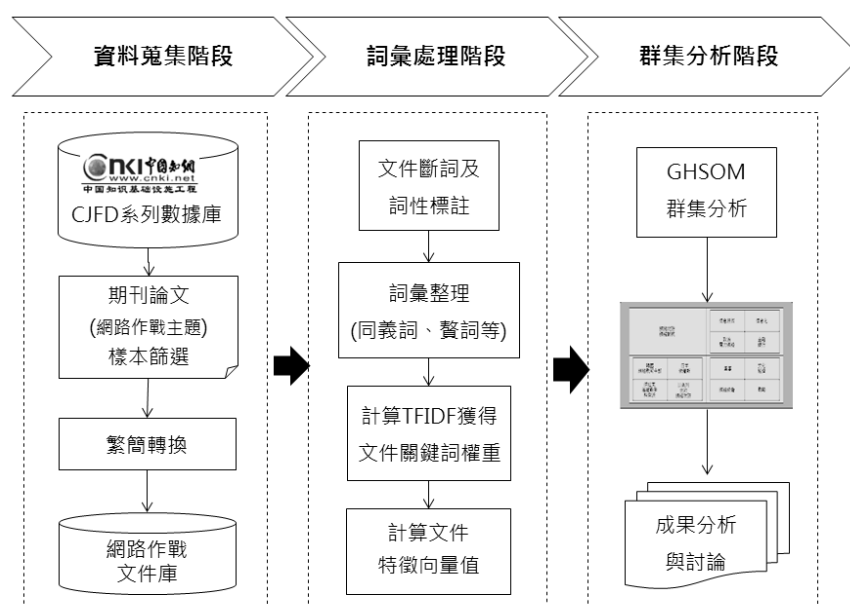 資料蒐集階段
詞彙處理階段
群集分析階段
cnki中国知网
www.cnki.net
中国知识基础设施工程
CJFD系列數據庫
期刊論文
(網路作戰主題)
樣本篩選
繁簡轉換
網路作戰
文件庫
文件斷詞及
詞性標註
詞彙整理
(同義詞、贅詞等)
計算TFIDF獲得
文件關鍵詞權重
計算文件
特徵向量值
GHSOM
群集分析
成果分析
與討論